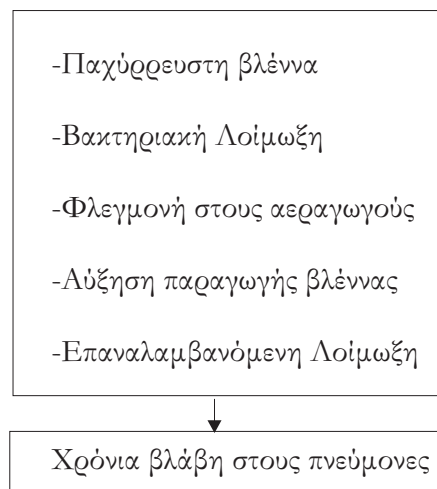 -Παχύρρευστη βλέννα
-Βακτηριακή Λοίμωξη
-Φλεγμονή στους αεραγωγούς
-Αύξηση παραγωγής βλέννας
-Επαναλαμβανόμενη Λοίμωξη
Χρόνια βλάβη στους πνεύμονες